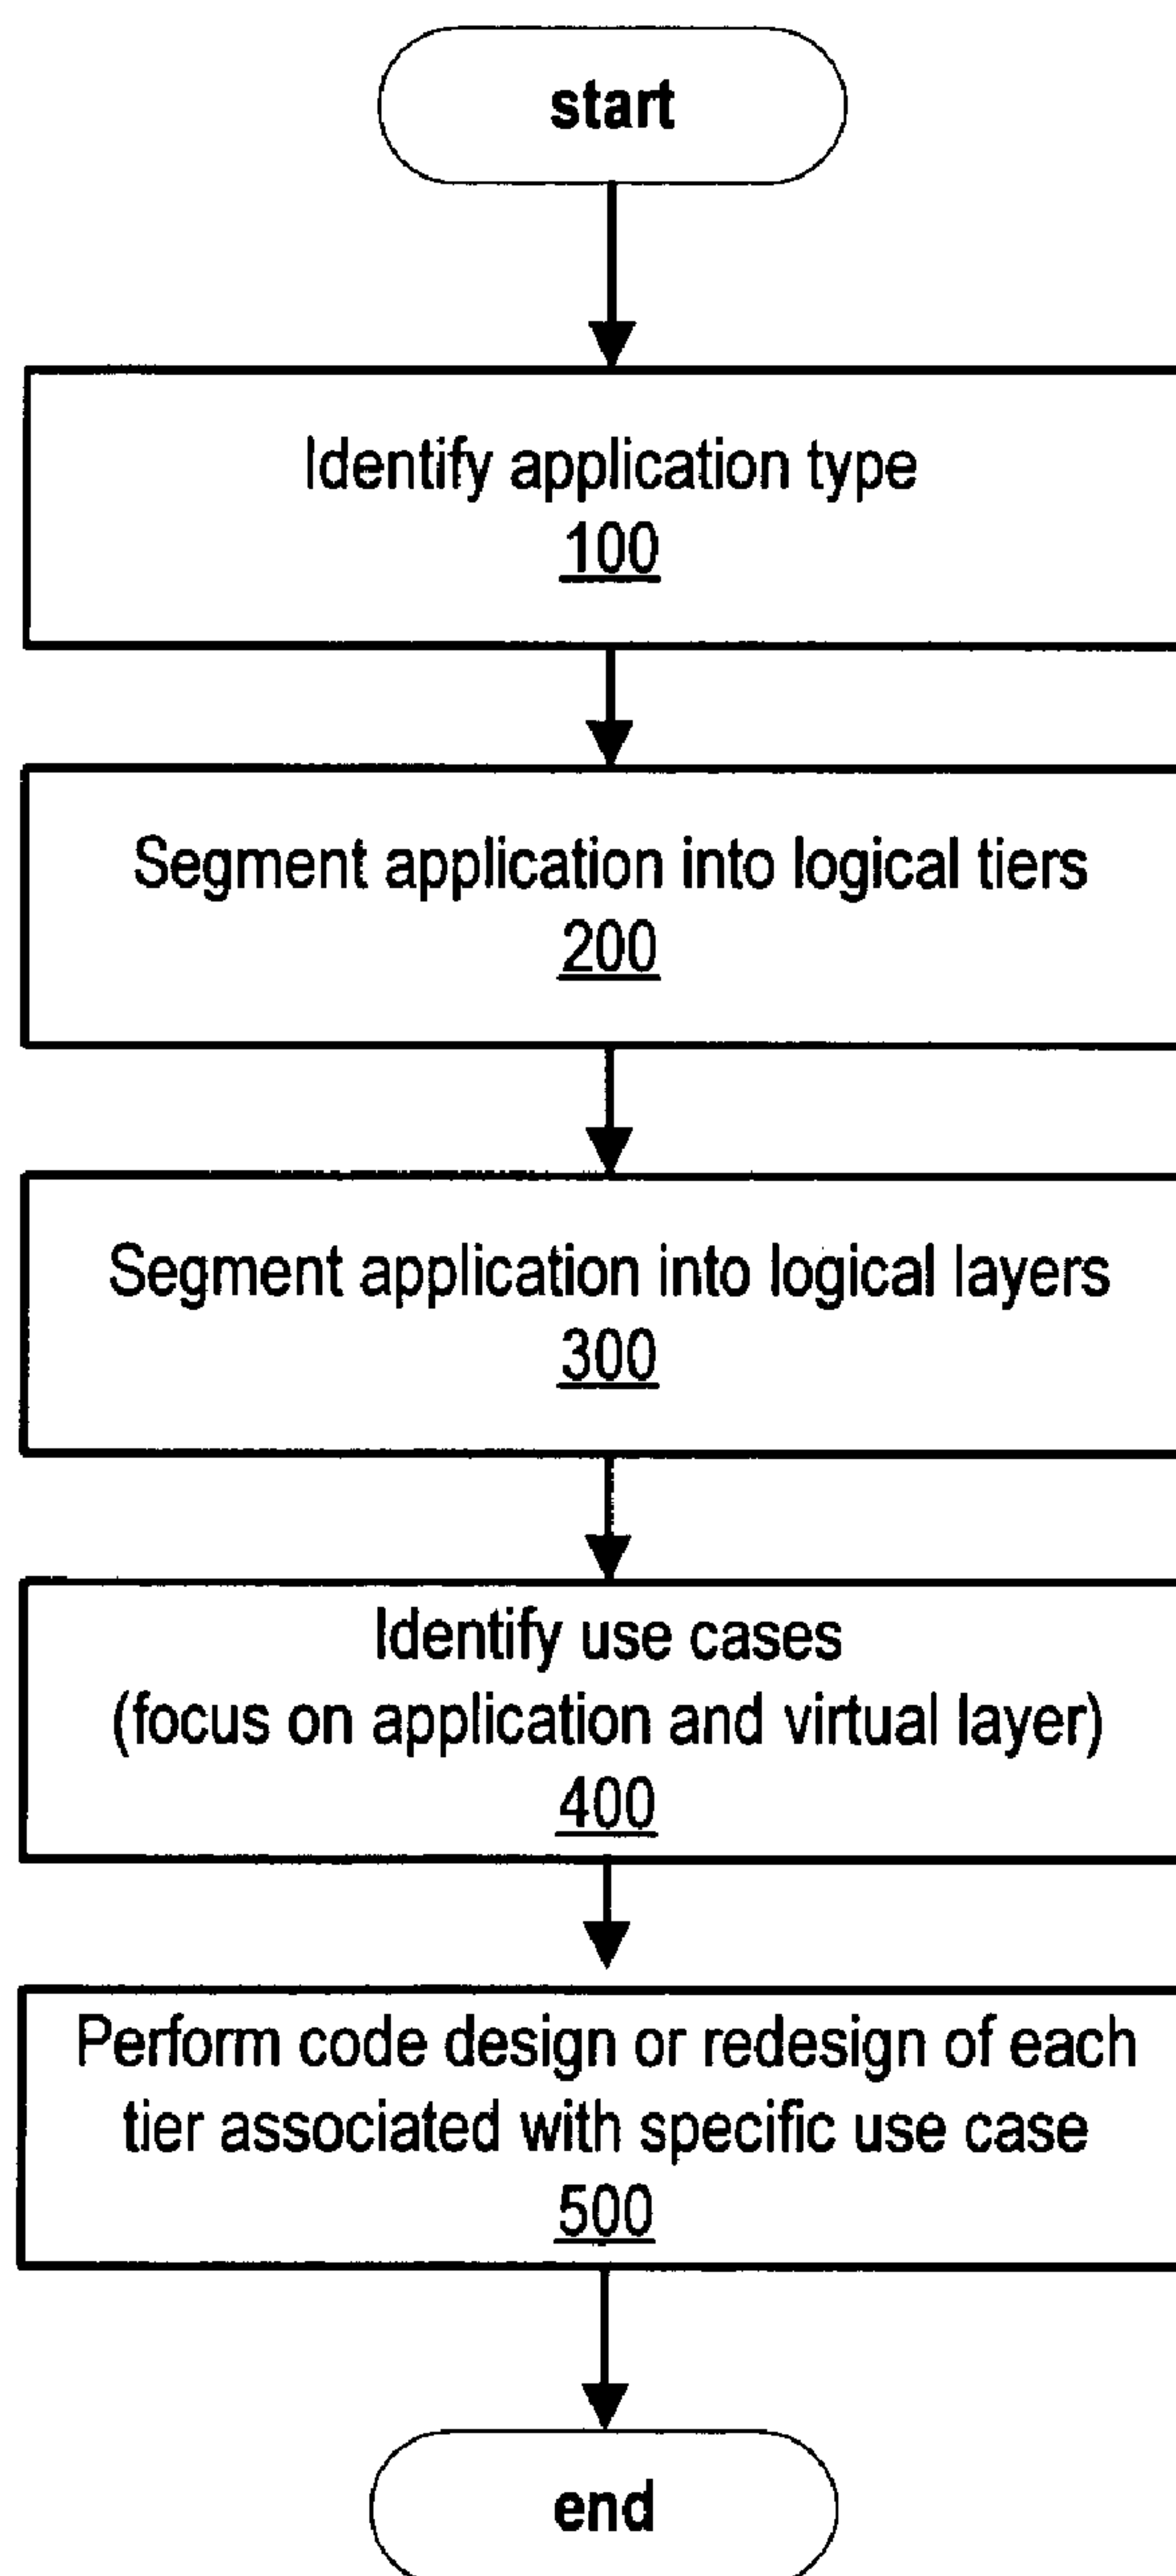 start
Identify application type
100
Segment application into logical tiers
200
Segment application into logical layers
300
Identify use cases
(focus on application and virtual layer)
400
Perform code design or redesign of each
tier associated with specific use case
500
end